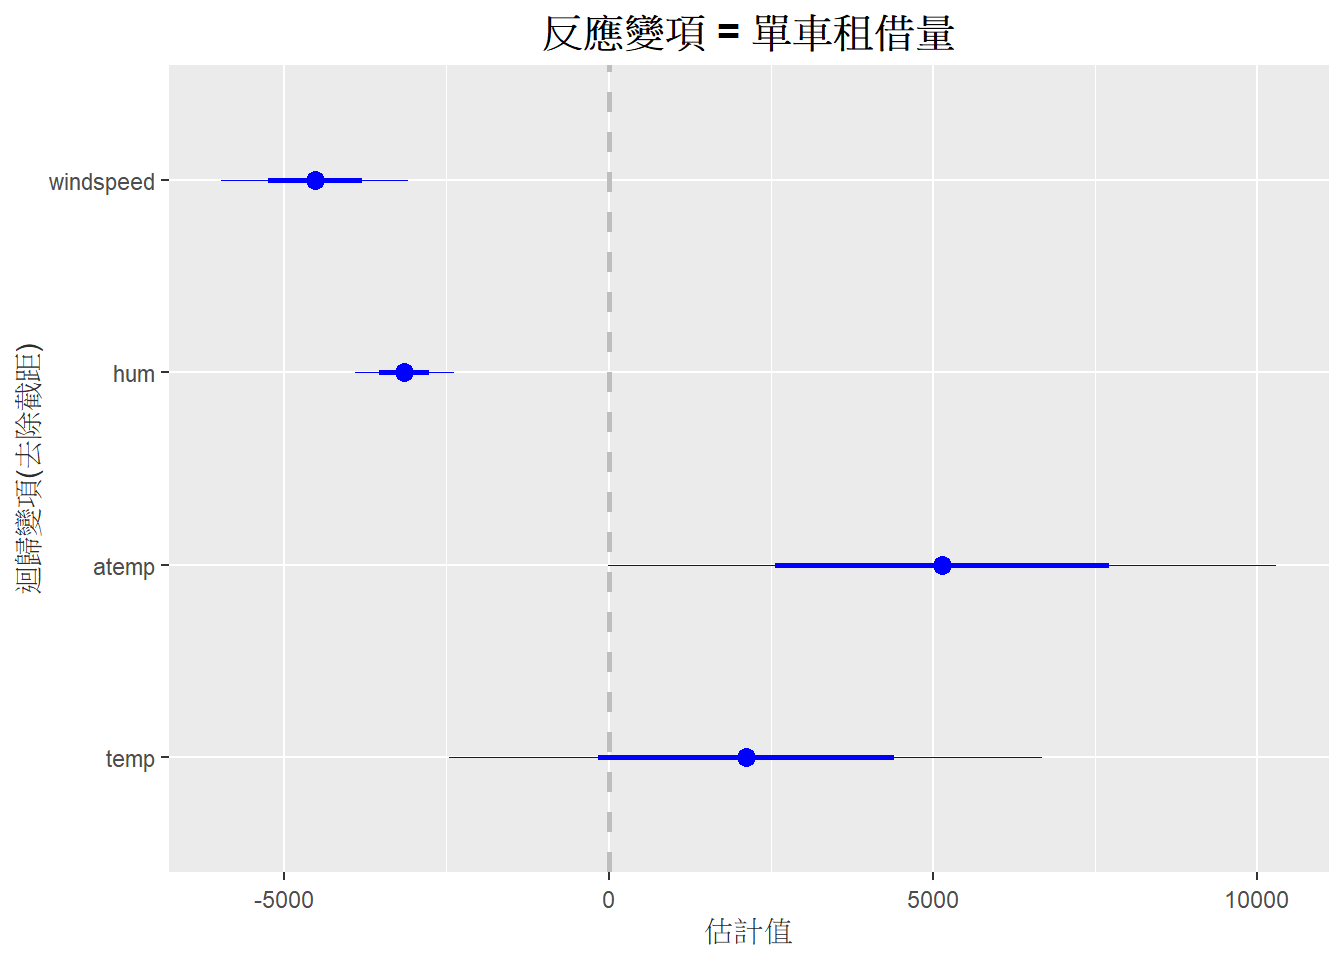 反應變項 = 單車租借量
windspeed
hum
atemp
temp
迴歸變項(去除截距)
-5000
0
5000
10000
估計值